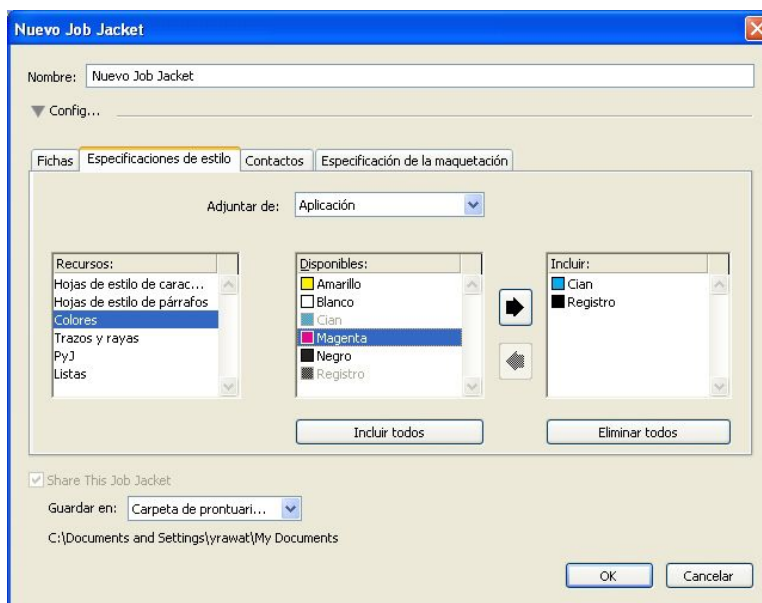 Nuevo Job Jacket
Nombre: Nuevo Job Jacket
Config...
Fichas Especificaciones de estilo Contactos Especificación de la maquetación
Adjuntar de: Aplicación
Recursos:
Hojas de estilo de carac...
Hojas de estilo de párrafos
Colores
Trazos y rayas
PyJ
Listas
Disponibles:
Amarillo
Blanco
Cian
Magenta
Negro
Registro
Incluir todos
Incluir:
Cian
Registro
Eliminar todos
Share This Job Jacket
Guardar en: Carpeta de prontuari...
C:\Documents and Settings\yrawat\My Documents
OK Cancelar